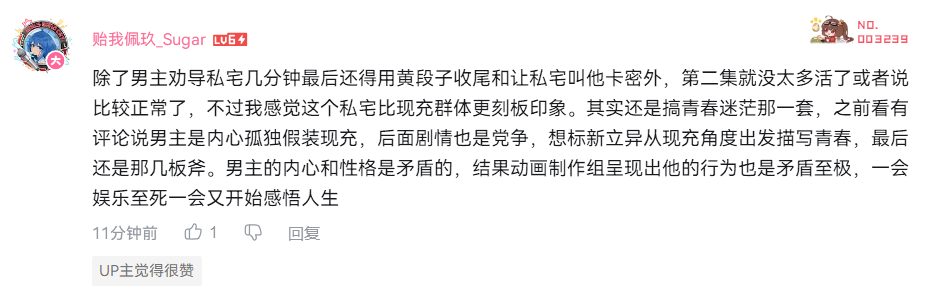 贻我佩玖_Sugar LV6
NO.
003239
大
除了男主劝导私宅几分钟最后还得用黄段子收尾和让私宅叫他卡密外，第二集就没太多活了或者说
比较正常了，不过我感觉这个私宅比现充群体更刻板印象。其实还是搞青春迷茫那一套，之前看有
评论说男主是内心孤独假装现充，后面剧情也是党争，想标新立异从现充角度出发描写青春，最后
还是那几板斧。男主的内心和性格是矛盾的，结果动画制作组呈现出他的行为也是矛盾至极，一会
娱乐至死一会又开始感悟人生
11分钟前 1 回复
UP主觉得很赞